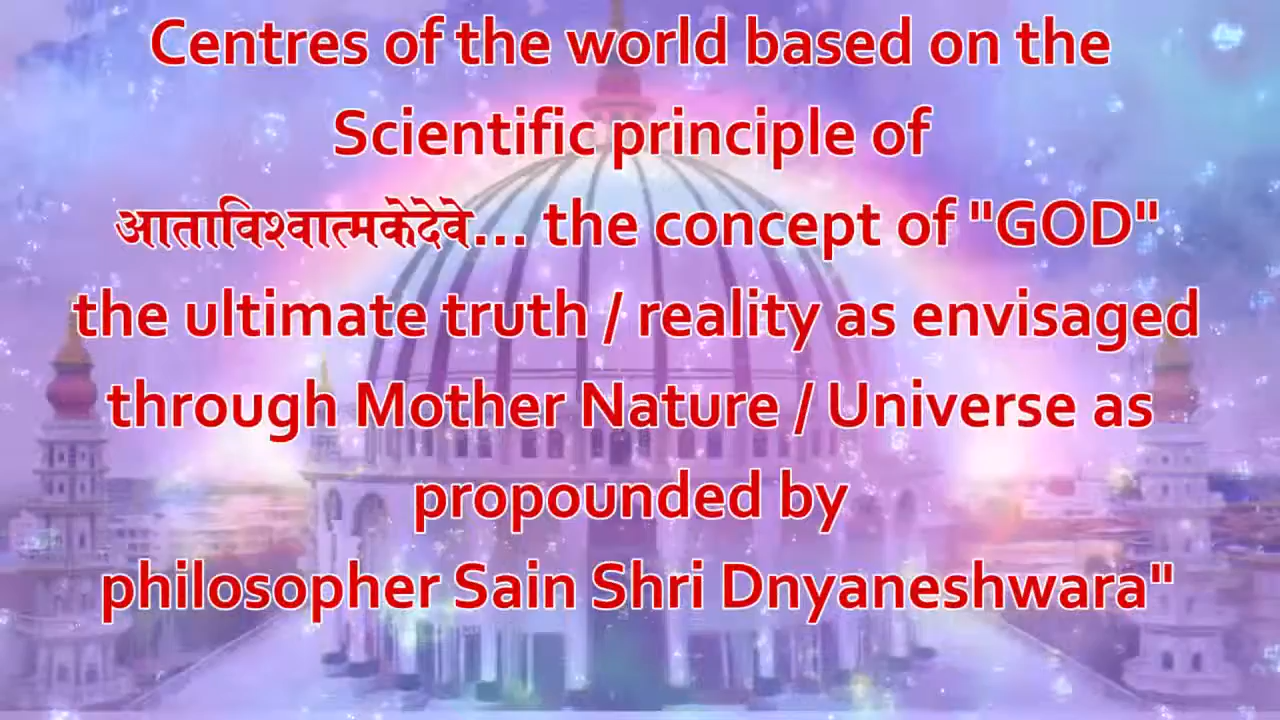 Centres of the world based on the
Scientific principle of
आताविश्वात्मकेदेवे... the concept of "GOD"
the ultimate truth / reality as envisaged
through Mother Nature / Universe as
propounded by
philosopher Sain Shri Dnyaneshwara"